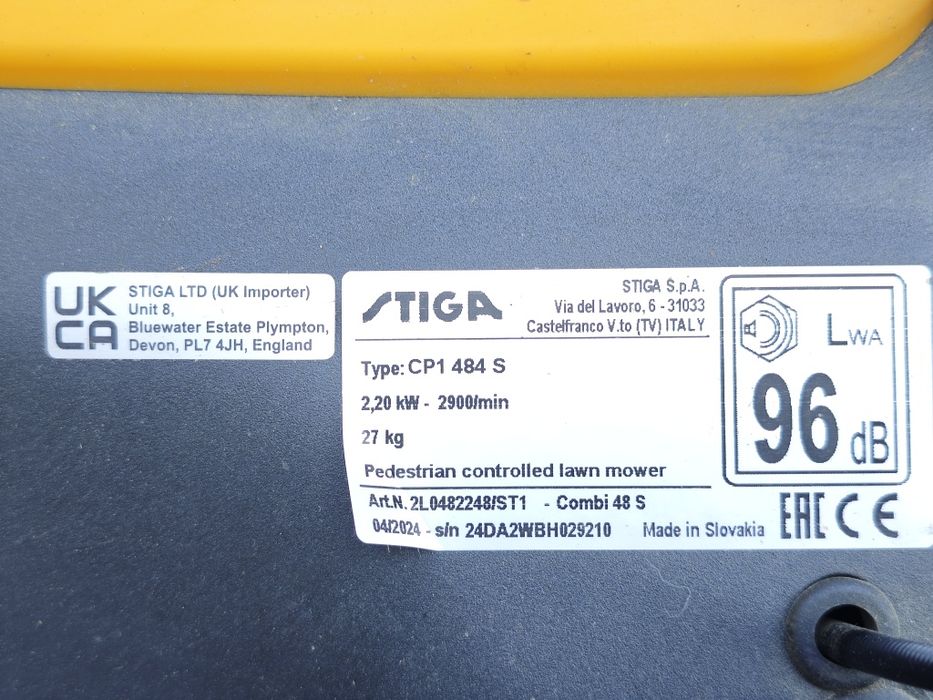 UK
CA
STIGA LTD (UK Importer)
Unit 8,
Bluewater Estate Plympton,
Devon, PL7 4JH, England
STIGA
STIGA S.p.A.
Via del Lavoro, 6 - 31033
Castelfranco V.to (TV) ITALY
Type: CP1 484 S
2,20 kW - 2900/min
27 kg
Pedestrian controlled lawn mower
Art.N. 2L0482248/ST1 - Combi 48 S
04/2024 - s/n 24DA2WBH029210 Made in Slovakia
LWA
96 dB
EAC CE